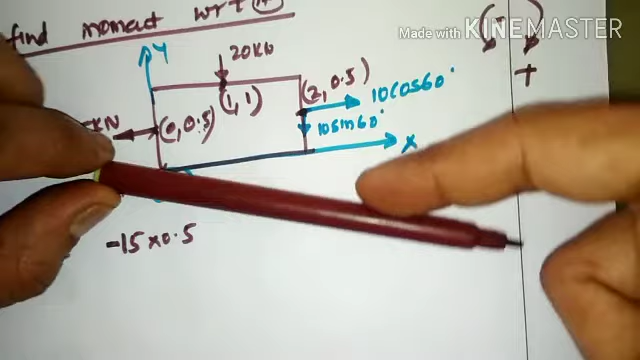 find moment wrt A
Made with KINEMASTER
Y
20KN
(0,0.5)
(1,1)
(2,0.5)
10cos60°
10sin60°
X
+
-15×0.5